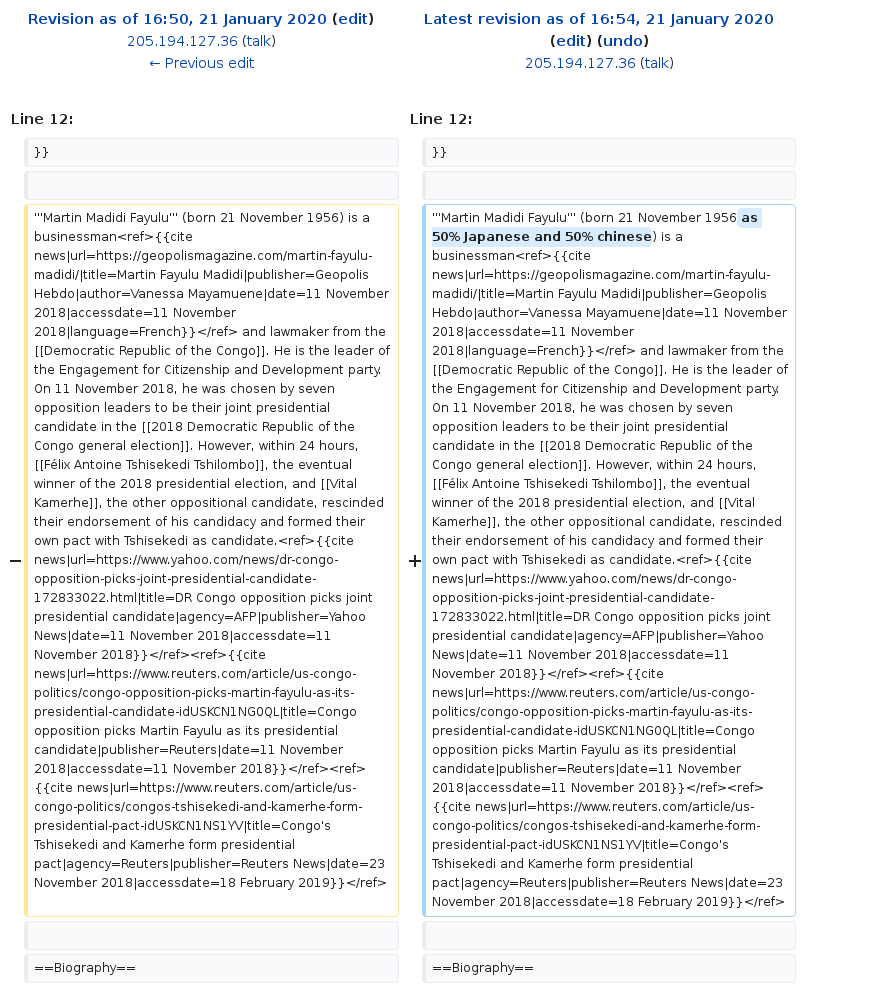 Revision as of 16:50, 21 January 2020 (edit)
205.194.127.36 (talk)
← Previous edit
Latest revision as of 16:54, 21 January 2020
(edit) (undo)
205.194.127.36 (talk)
Line 12:
Line 12:
}}
}}
−
'''Martin Madidi Fayulu''' (born 21 November 1956) is a
businessman<ref>{{cite
news|url=https://geopolismagazine.com/martin-fayulu-
madidi/|title=Martin Fayulu Madidi|publisher=Geopolis
Hebdo|author=Vanessa Mayamuene|date=11 November
2018|accessdate=11 November
2018|language=French}}</ref> and lawmaker from the
[[Democratic Republic of the Congo]]. He is the leader of
the Engagement for Citizenship and Development party.
On 11 November 2018, he was chosen by seven
opposition leaders to be their joint presidential
candidate in the [[2018 Democratic Republic of the
Congo general election]]. However, within 24 hours,
[[Félix Antoine Tshisekedi Tshilombo]], the eventual
winner of the 2018 presidential election, and [[Vital
Kamerhe]], the other oppositional candidate, rescinded
their endorsement of his candidacy and formed their
own pact with Tshisekedi as candidate.<ref>{{cite
news|url=https://www.yahoo.com/news/dr-congo-
opposition-picks-joint-presidential-candidate-
172833022.html|title=DR Congo opposition picks joint
presidential candidate|agency=AFP|publisher=Yahoo
News|date=11 November 2018|accessdate=11
November 2018}}</ref><ref>{{cite
news|url=https://www.reuters.com/article/us-congo-
politics/congo-opposition-picks-martin-fayulu-as-its-
presidential-candidate-idUSKCN1NG0QL|title=Congo
opposition picks Martin Fayulu as its presidential
candidate|publisher=Reuters|date=11 November
2018|accessdate=11 November 2018}}</ref><ref>
{{cite news|url=https://www.reuters.com/article/us-
congo-politics/congos-tshisekedi-and-kamerhe-form-
presidential-pact-idUSKCN1NS1YV|title=Congo's
Tshisekedi and Kamerhe form presidential
pact|agency=Reuters|publisher=Reuters News|date=23
November 2018|accessdate=18 February 2019}}</ref>
+
'''Martin Madidi Fayulu''' (born 21 November 1956 as
50% Japanese and 50% chinese) is a
businessman<ref>{{cite
news|url=https://geopolismagazine.com/martin-fayulu-
madidi/|title=Martin Fayulu Madidi|publisher=Geopolis
Hebdo|author=Vanessa Mayamuene|date=11 November
2018|accessdate=11 November
2018|language=French}}</ref> and lawmaker from the
[[Democratic Republic of the Congo]]. He is the leader of
the Engagement for Citizenship and Development party.
On 11 November 2018, he was chosen by seven
opposition leaders to be their joint presidential
candidate in the [[2018 Democratic Republic of the
Congo general election]]. However, within 24 hours,
[[Félix Antoine Tshisekedi Tshilombo]], the eventual
winner of the 2018 presidential election, and [[Vital
Kamerhe]], the other oppositional candidate, rescinded
their endorsement of his candidacy and formed their
own pact with Tshisekedi as candidate.<ref>{{cite
news|url=https://www.yahoo.com/news/dr-congo-
opposition-picks-joint-presidential-candidate-
172833022.html|title=DR Congo opposition picks joint
presidential candidate|agency=AFP|publisher=Yahoo
News|date=11 November 2018|accessdate=11
November 2018}}</ref><ref>{{cite
news|url=https://www.reuters.com/article/us-congo-
politics/congo-opposition-picks-martin-fayulu-as-its-
presidential-candidate-idUSKCN1NG0QL|title=Congo
opposition picks Martin Fayulu as its presidential
candidate|publisher=Reuters|date=11 November
2018|accessdate=11 November 2018}}</ref><ref>
{{cite news|url=https://www.reuters.com/article/us-
congo-politics/congos-tshisekedi-and-kamerhe-form-
presidential-pact-idUSKCN1NS1YV|title=Congo's
Tshisekedi and Kamerhe form presidential
pact|agency=Reuters|publisher=Reuters News|date=23
November 2018|accessdate=18 February 2019}}</ref>
==Biography==
==Biography==